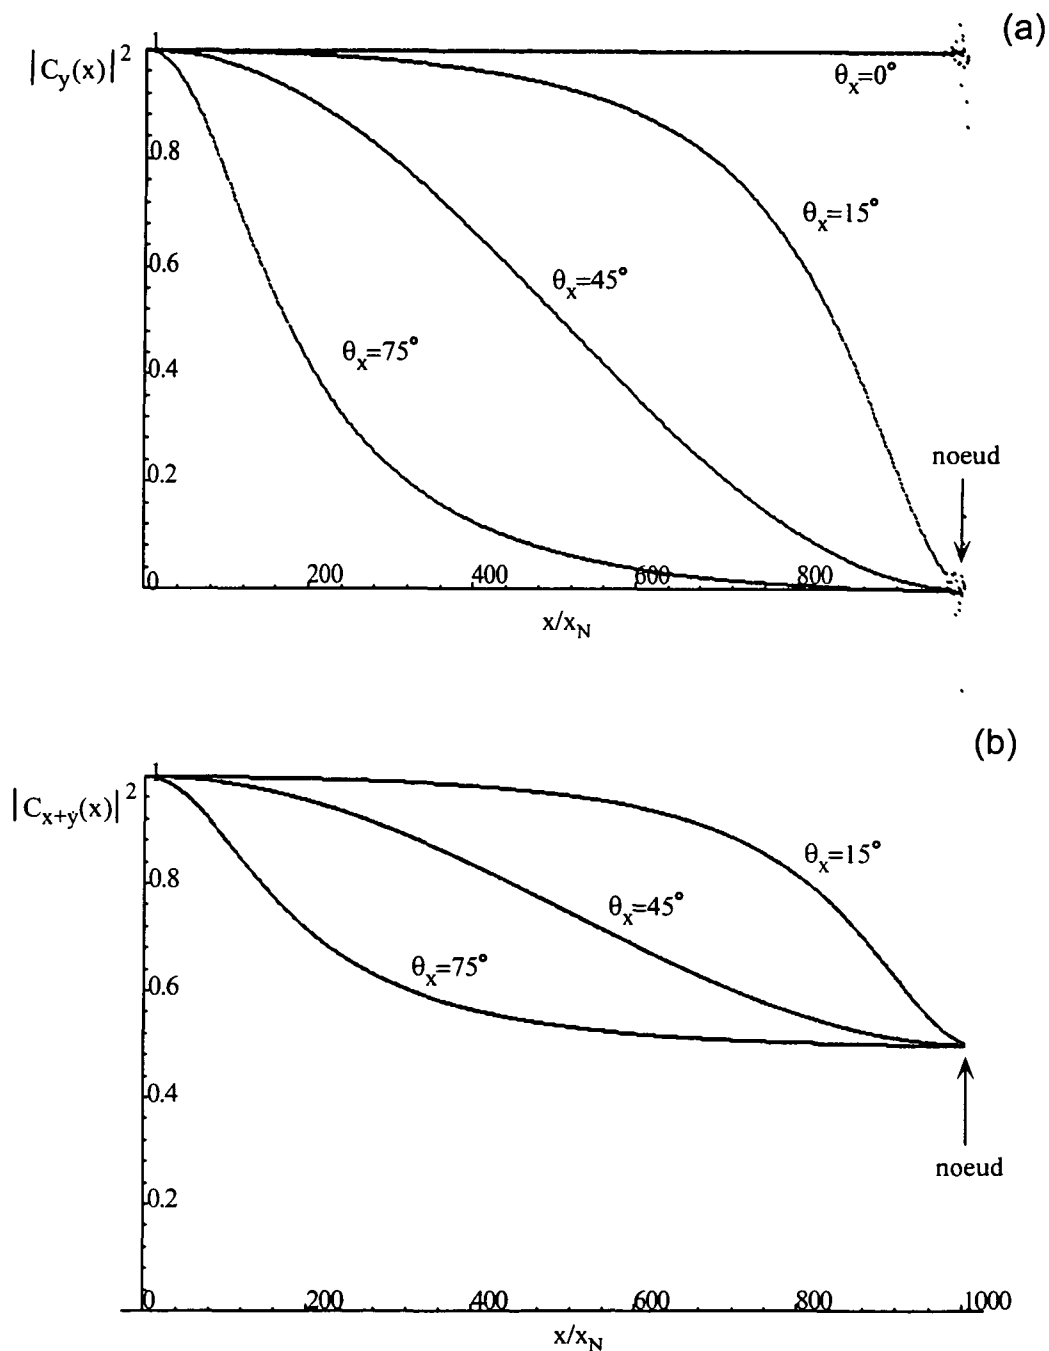 (a)
|C_y(x)|²
1
θ_x=0°
0.8
θ_x=15°
0.6
θ_x=45°
θ_x=75°
0.4
noeud
0.2
0 200 400 600 800
x/x_N
(b)
1
|C_{x+y}(x)|²
θ_x=15°
0.8
θ_x=45°
θ_x=75°
0.6
0.4
noeud
0.2
0 200 400 600 800 1000
x/x_N